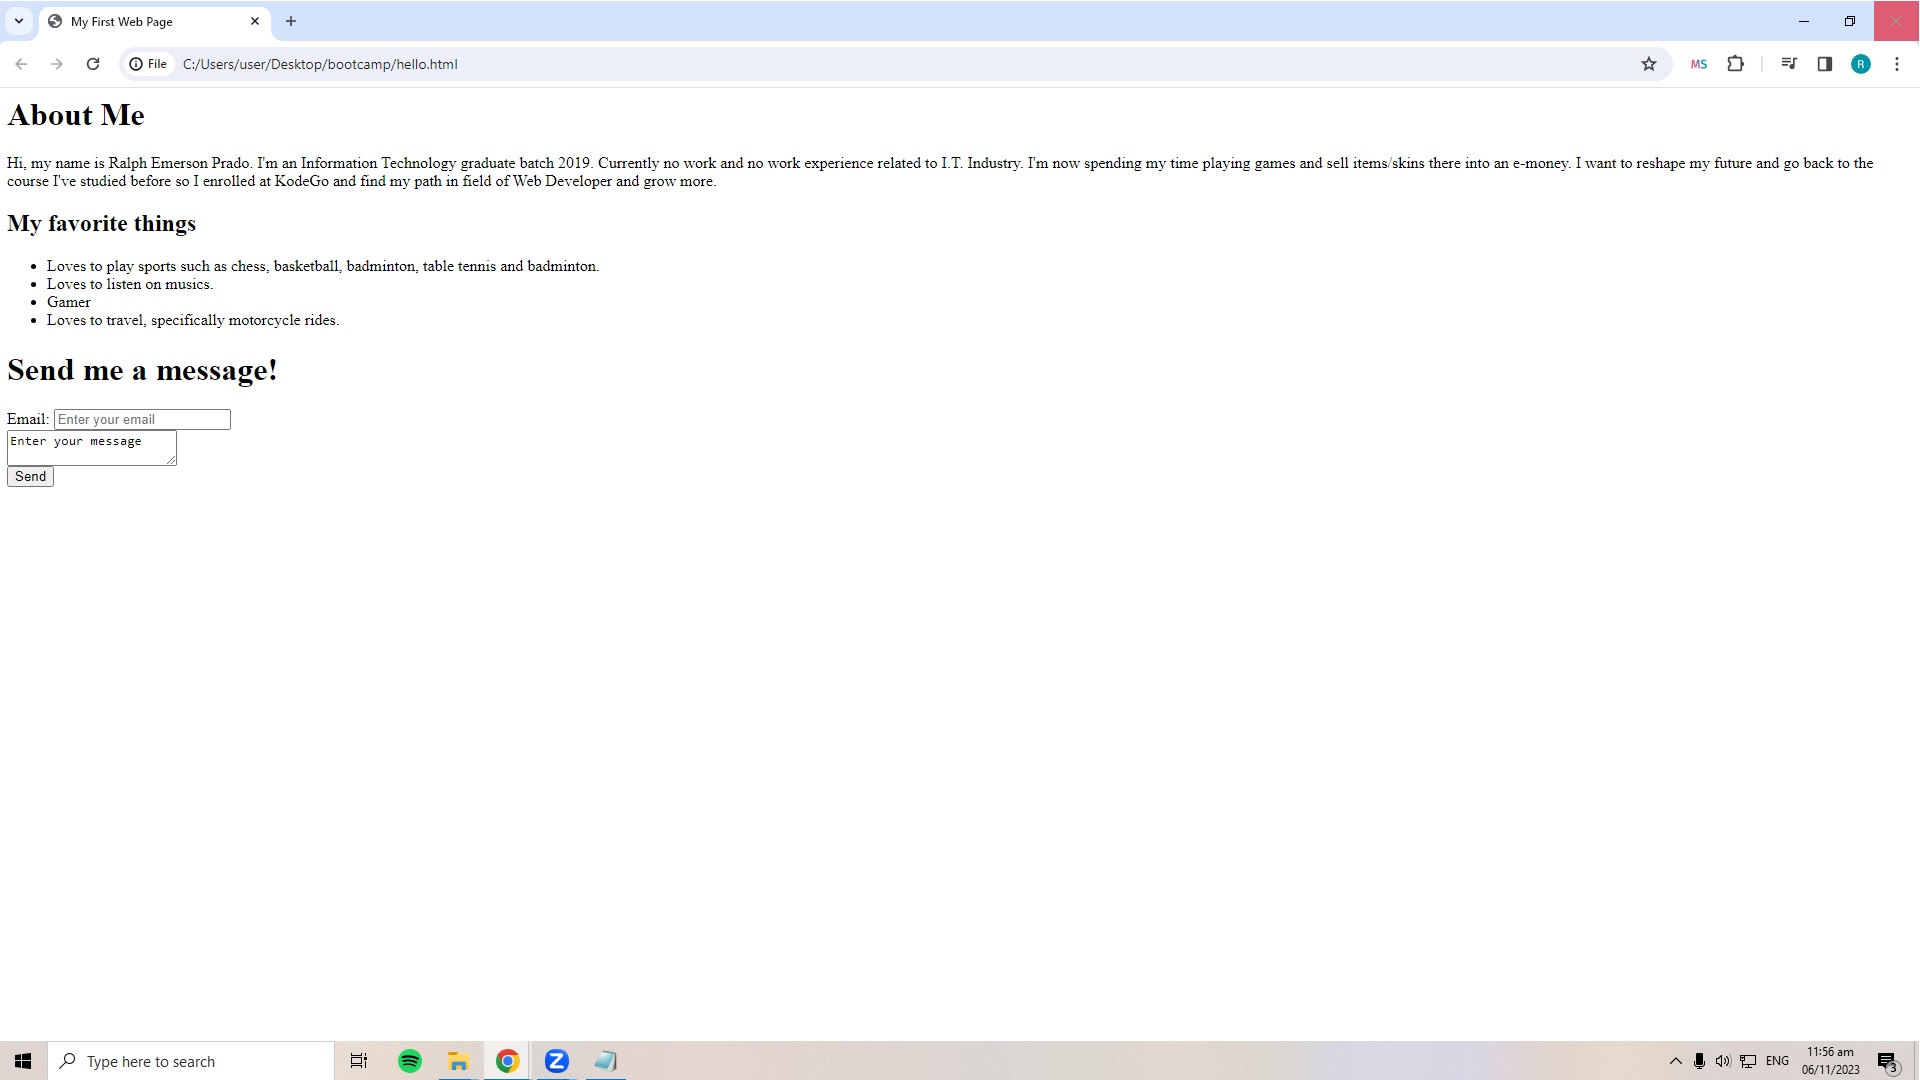 My First Web Page
File C:/Users/user/Desktop/bootcamp/hello.html
MS
R
About Me
Hi, my name is Ralph Emerson Prado. I'm an Information Technology graduate batch 2019. Currently no work and no work experience related to I.T. Industry. I'm now spending my time playing games and sell items/skins there into an e-money. I want to reshape my future and go back to the
course I've studied before so I enrolled at KodeGo and find my path in field of Web Developer and grow more.
My favorite things
Loves to play sports such as chess, basketball, badminton, table tennis and badminton.
Loves to listen on musics.
Gamer
Loves to travel, specifically motorcycle rides.
Send me a message!
Email: Enter your email
Enter your message
Send
Type here to search
ENG
11:56 am
06/11/2023
3